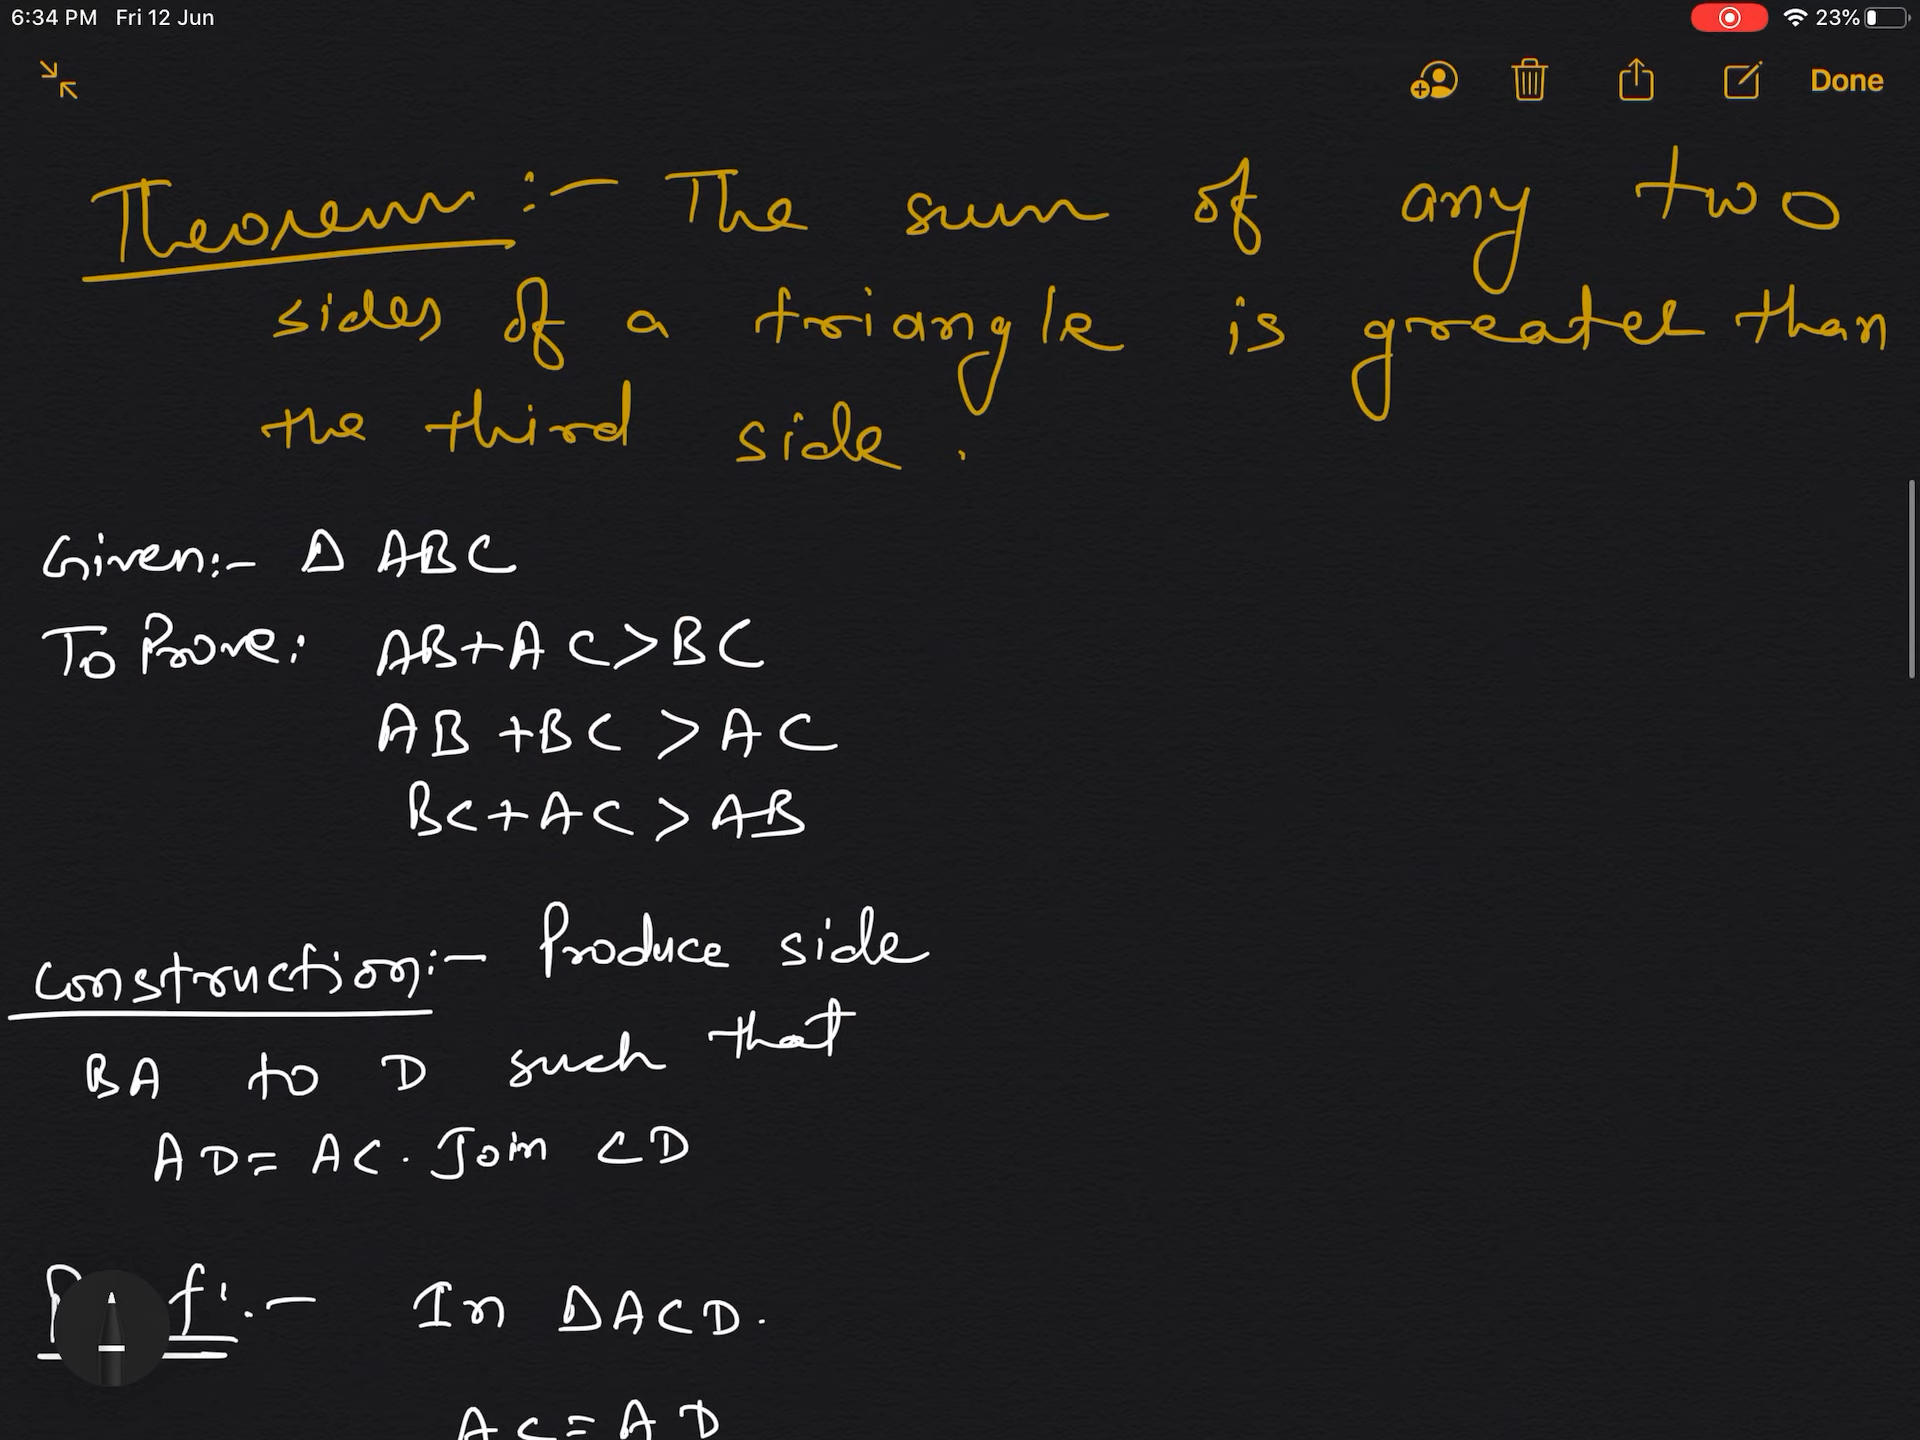 6:34 PM Fri 12 Jun 23%
Done
Theorem :- The sum of any two
sides of a triangle is greater than
the third side.
Given:- Δ ABC
To Prove: AB+AC>BC
AB+BC>AC
BC+AC>AB
Construction:- Produce side
BA to D such that
AD=AC. Join CD
:- In ΔACD.
AC=AD